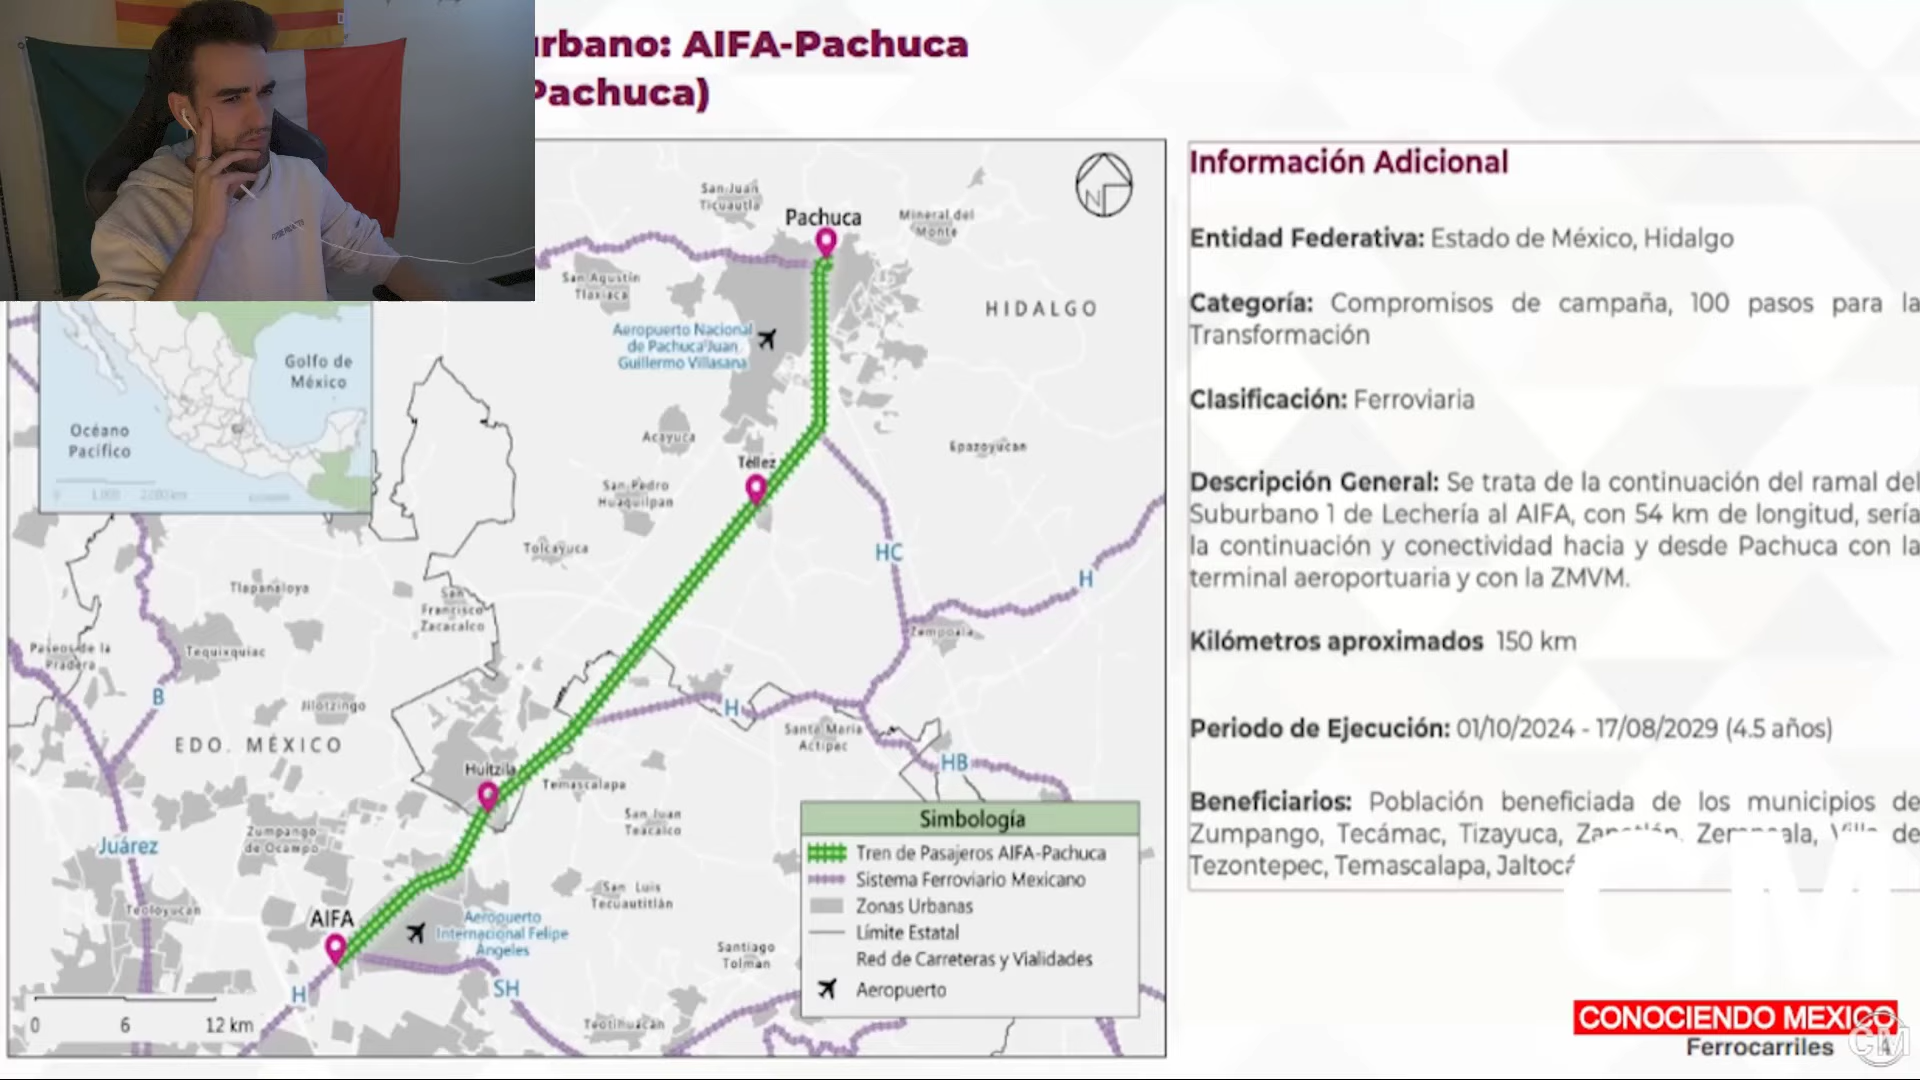 rbano: AIFA-Pachuca
Pachuca)
San Juan
Tlcuautla
Pachuca
Mineral del
Monte
San Agustín
Tlaxiaca
HIDALGO
Aeropuerto Nacional
de Pachuca Juan
Guillermo Villasana
Golfo de
México
Océano
Pacífico
0
Acayuca
Epazoyucan
Téllez
San Pedro
Huaquilpan
Tolcayuca
HC
H
Tlapanaloya
San
Francisco
Zacacalco
Zempoala
Paseos de la
Pradera
Tequixquiac
B
Jilotzingo
H
Santa María
Actipac
EDO. MÉXICO
Huitzila
Temascalapa
HB
San Juan
Teacalco
Zumpango
de Ocampo
Juárez
San Luis
Tecuautitlán
Teoloyucan
AIFA
Aeropuerto
Internacional Felipe
Ángeles
Santiago
Tolman
H
SH
Teotihuacán
0 6 12 km
Simbología
Tren de Pasajeros AIFA-Pachuca
Sistema Ferroviario Mexicano
Zonas Urbanas
Límite Estatal
Red de Carreteras y Vialidades
Aeropuerto
Información Adicional
Entidad Federativa: Estado de México, Hidalgo
Categoría: Compromisos de campaña, 100 pasos para la
Transformación
Clasificación: Ferroviaria
Descripción General: Se trata de la continuación del ramal del
Suburbano 1 de Lechería al AIFA, con 54 km de longitud, sería
la continuación y conectividad hacia y desde Pachuca con la
terminal aeroportuaria y con la ZMVM.
Kilómetros aproximados 150 km
Periodo de Ejecución: 01/10/2024 - 17/08/2029 (4.5 años)
Beneficiarios: Población beneficiada de los municipios de
Zumpango, Tecámac, Tizayuca, de
Tezontepec, Temascalapa,
CM
CONOCIENDO MEXICO
Ferrocarriles
CM